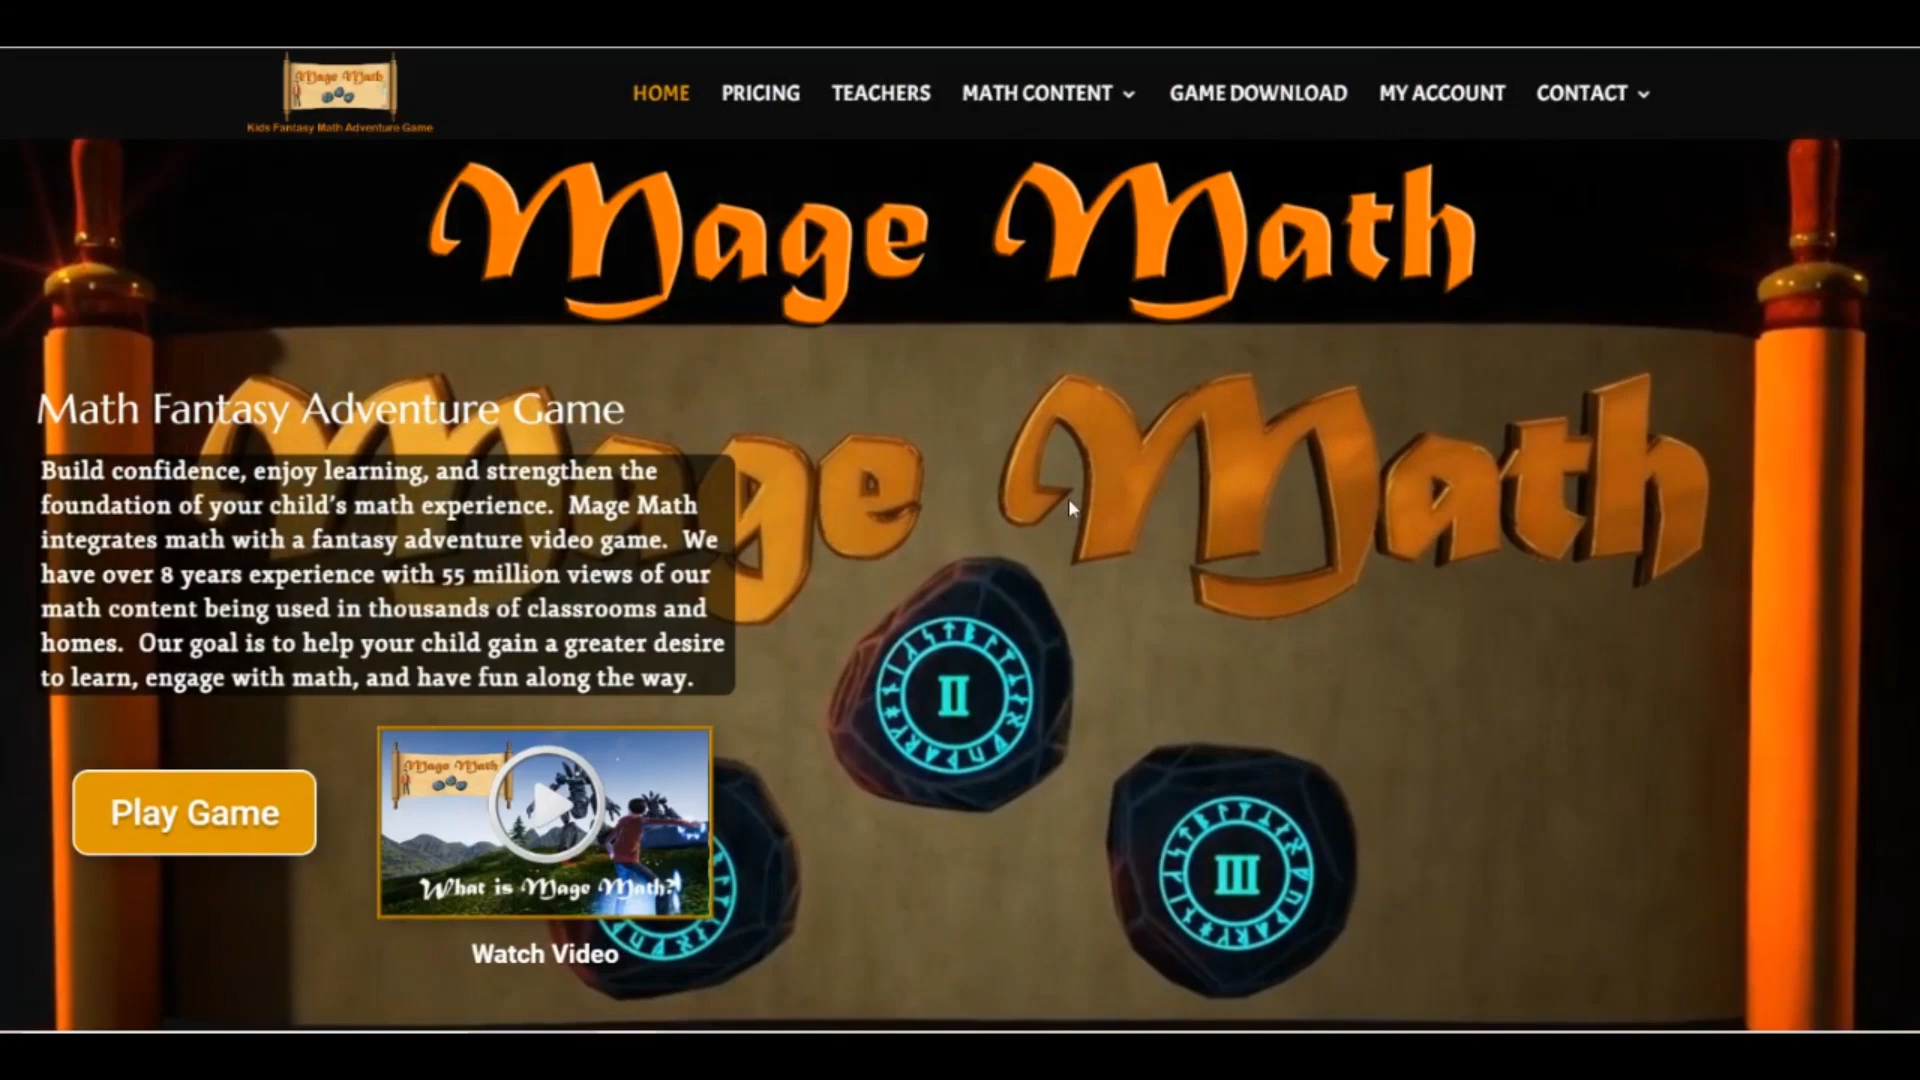 Mage Math
Kids Fantasy Math Adventure Game
HOME PRICING TEACHERS MATH CONTENT GAME DOWNLOAD MY ACCOUNT CONTACT
Mage Math
Mage Math
Math Fantasy Adventure Game
Build confidence, enjoy learning, and strengthen the
foundation of your child's math experience. Mage Math
integrates math with a fantasy adventure video game. We
have over 8 years experience with 55 million views of our
math content being used in thousands of classrooms and
homes. Our goal is to help your child gain a greater desire
to learn, engage with math, and have fun along the way.
II
III
Play Game
Mage Math
What is Mage Math?
Watch Video